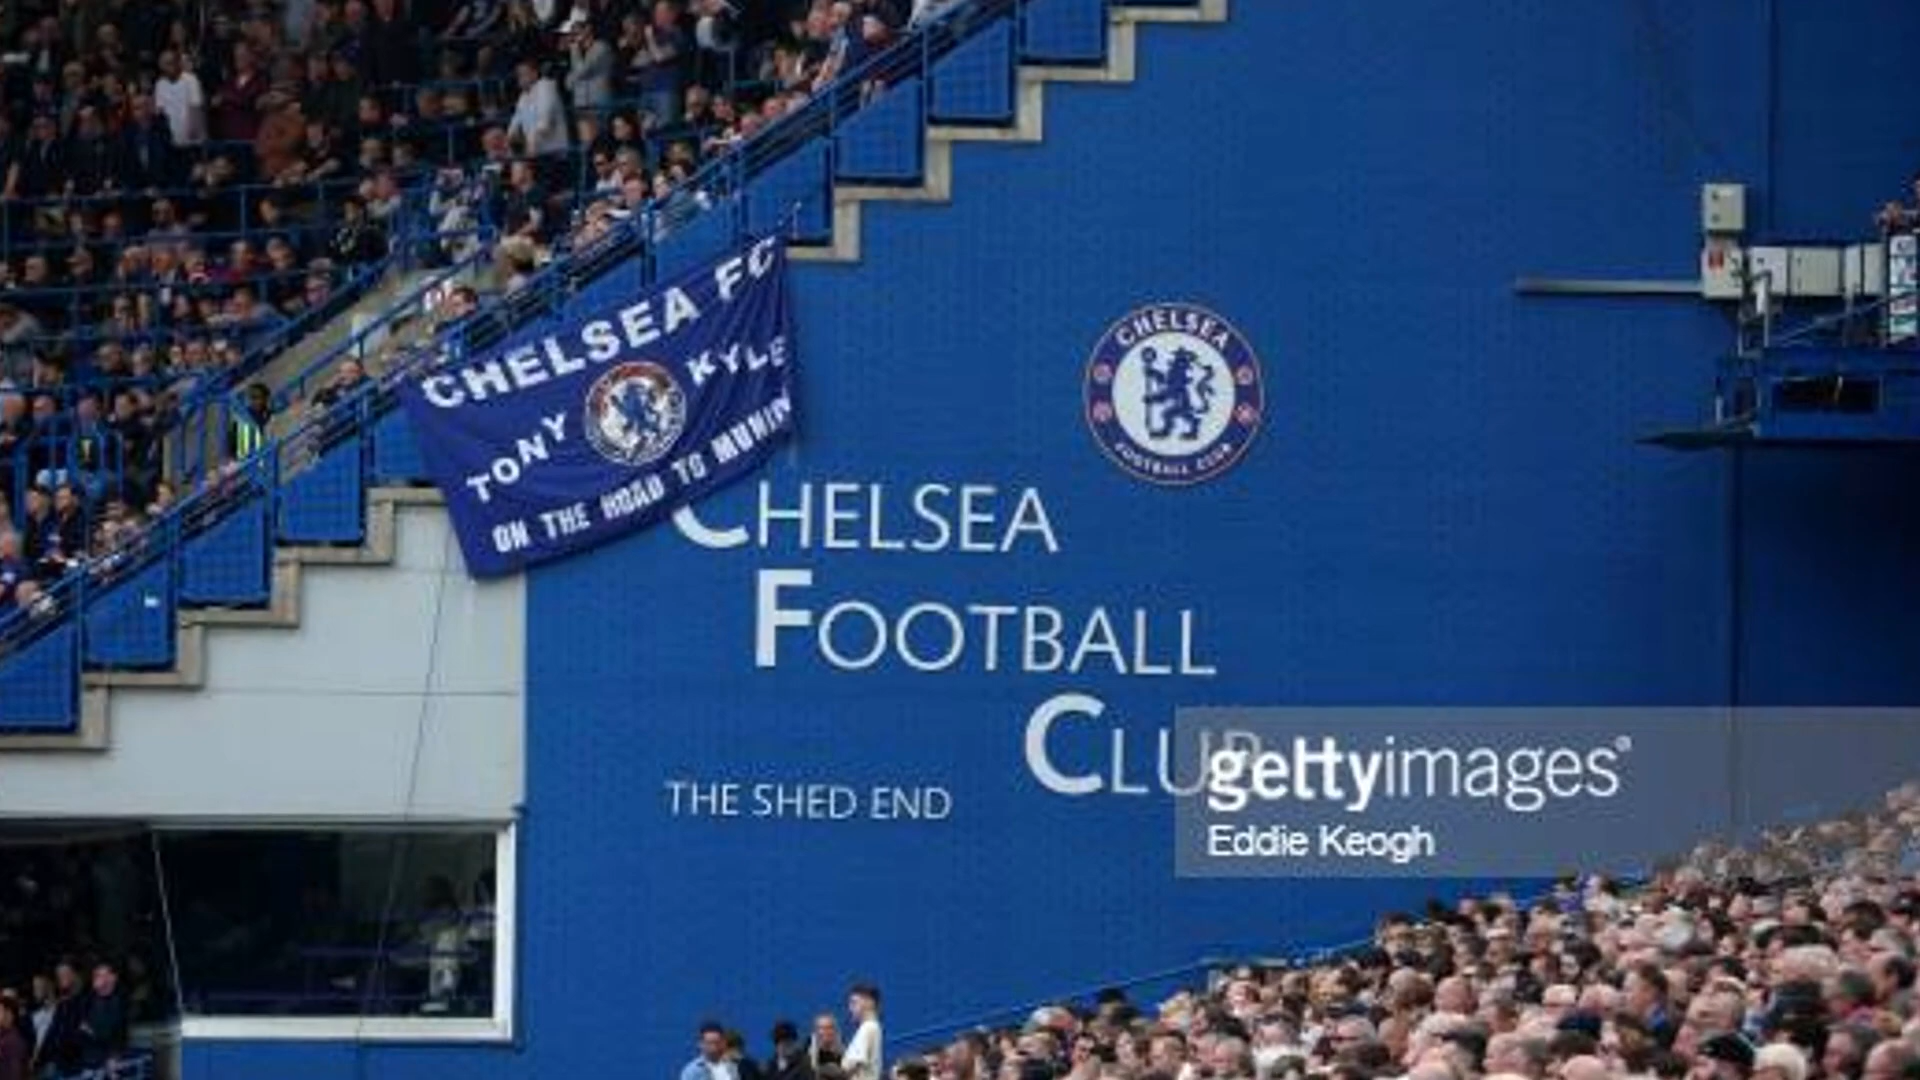 CHELSEA FC
TONY KYLE
ON THE ROAD TO MUNIN
CHELSEA
FOOTBALL CLUB
CHELSEA
FOOTBALL
CLUB
THE SHED END
gettyimages®
Eddie Keogh